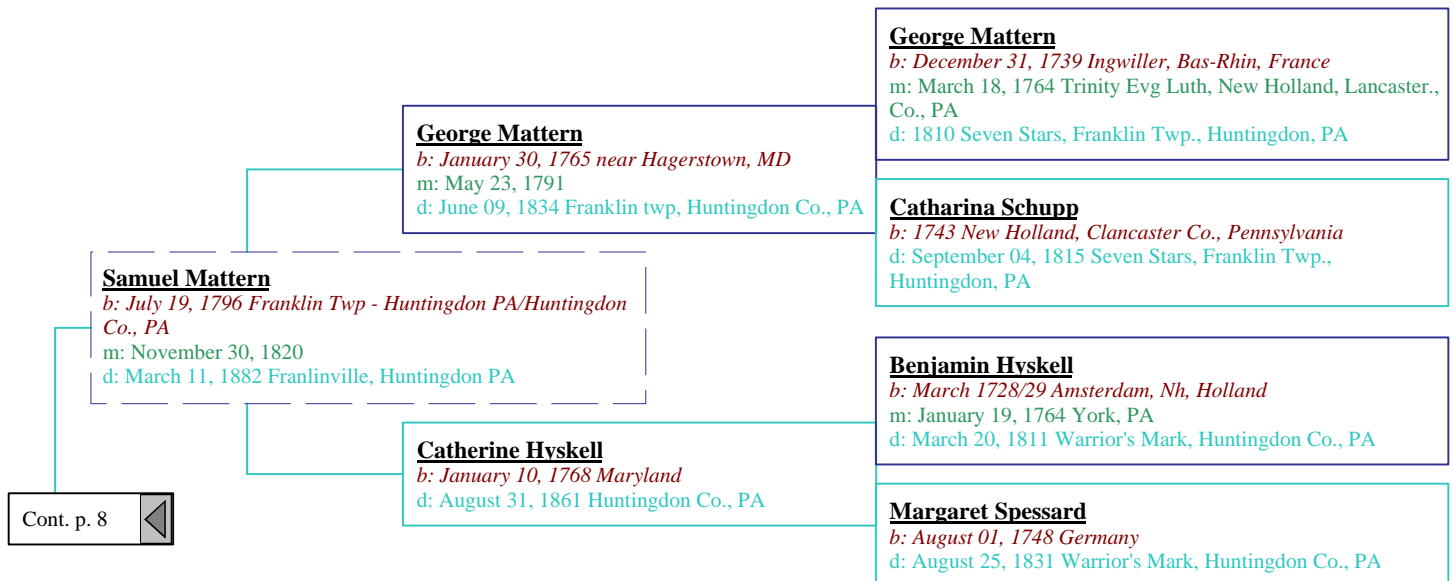 George Mattern
b: December 31, 1739 Ingwiller, Bas-Rhin, France
m: March 18, 1764 Trinity Evg Luth, New Holland, Lancaster.,
Co., PA
d: 1810 Seven Stars, Franklin Twp., Huntingdon, PA
George Mattern
b: January 30, 1765 near Hagerstown, MD
m: May 23, 1791
d: June 09, 1834 Franklin twp, Huntingdon Co., PA
Catharina Schupp
b: 1743 New Holland, Clancaster Co., Pennsylvania
d: September 04, 1815 Seven Stars, Franklin Twp.,
Huntingdon, PA
Samuel Mattern
b: July 19, 1796 Franklin Twp - Huntingdon PA/Huntingdon
Co., PA
m: November 30, 1820
d: March 11, 1882 Franlinville, Huntingdon PA
Benjamin Hyskell
b: March 1728/29 Amsterdam, Nh, Holland
m: January 19, 1764 York, PA
d: March 20, 1811 Warrior's Mark, Huntingdon Co., PA
Catherine Hyskell
b: January 10, 1768 Maryland
d: August 31, 1861 Huntingdon Co., PA
Margaret Spessard
b: August 01, 1748 Germany
d: August 25, 1831 Warrior's Mark, Huntingdon Co., PA
Cont. p. 8